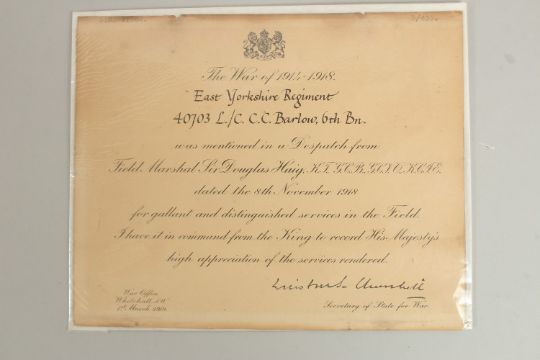 The War of 1914-1918.
East Yorkshire Regiment
40703 L/C. C.C. Barlow, 6th Bn.
was mentioned in a Despatch from
Field Marshal Sir Douglas Haig, K.T. G.C.B. G.C.V.O. K.C.I.E.
dated the 8th November 1918
for gallant and distinguished services in the Field.
I have it in command from the King to record His Majesty's
high appreciation of the services rendered.
Winston S. Churchill
Secretary of State for War.
War Office
Whitehall, S.W.
1st March 1919.